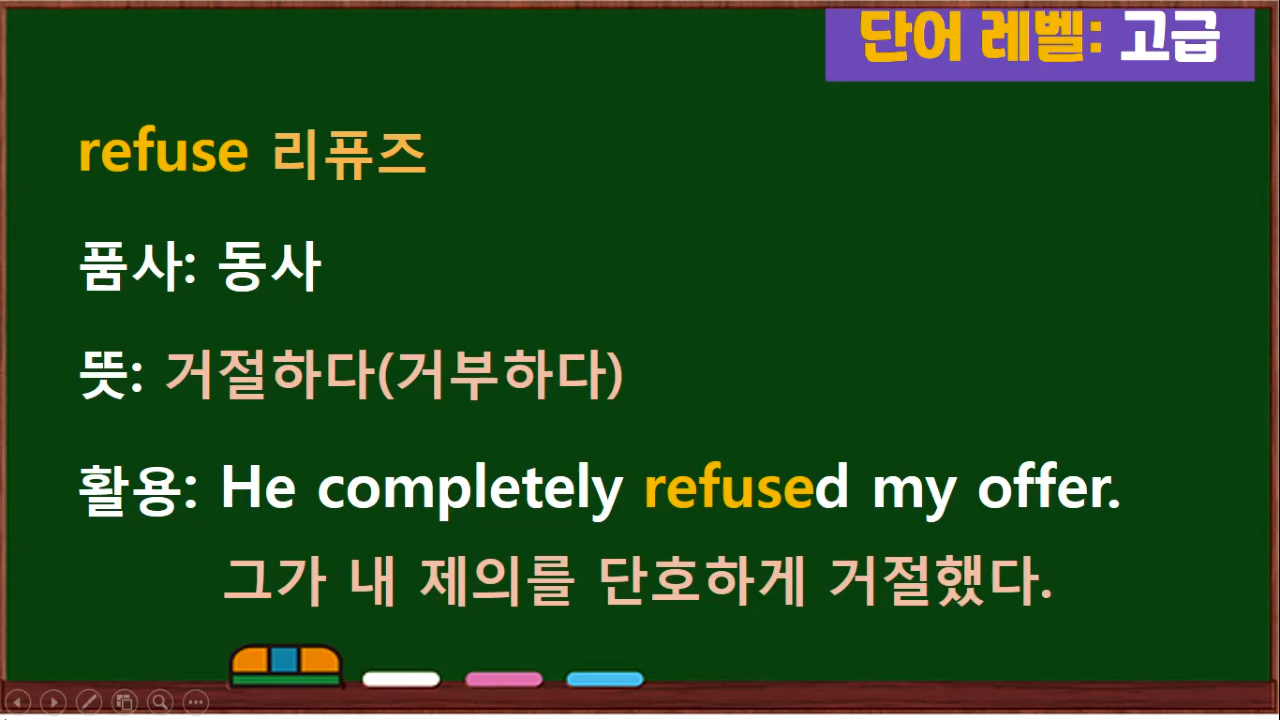 단어 레벨: 고급
refuse 리퓨즈
품사: 동사
뜻: 거절하다(거부하다)
활용: He completely refused my offer.
그가 내 제의를 단호하게 거절했다.